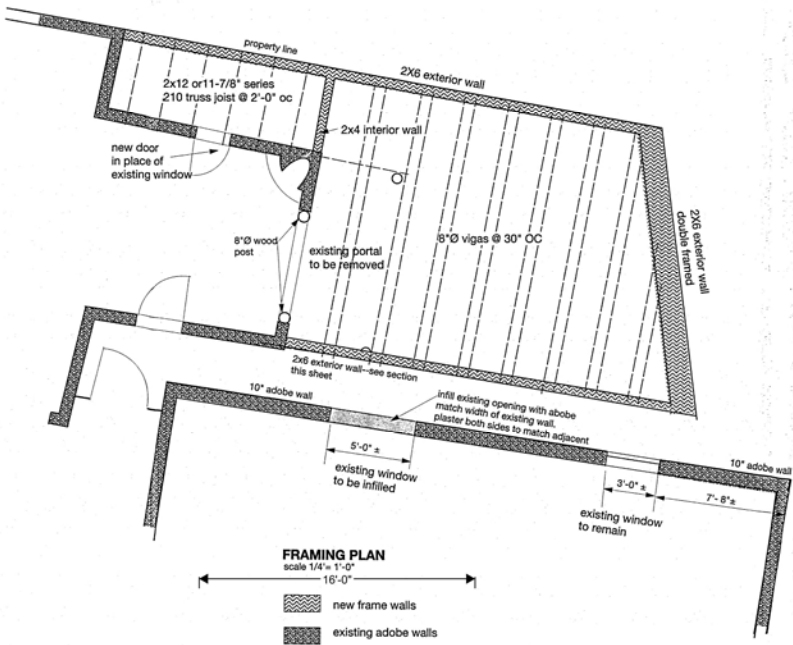 property line
2X6 exterior wall
2x12 or11-7/8" series
210 truss joist @ 2'-0" oc
2x4 interior wall
new door
in place of
existing window
2X6 exterior wall
double framed
8"Ø wood
post
existing portal
to be removed
8"Ø vigas @ 30" OC
2x6 exterior wall--see section
this sheet
10" adobe wall
infill existing opening with abobe
match width of existing wall,
plaster both sides to match adjacent
5'-0" ±
existing window
to be infilled
10" adobe wall
3'-0" ±
7'- 8"±
existing window
to remain
FRAMING PLAN
scale 1/4'= 1'-0"
16'-0"
new frame walls
existing adobe walls